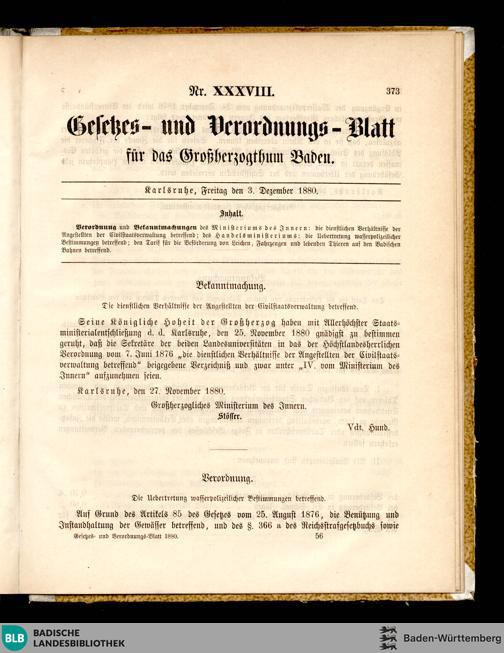 Nr. XXXVIII. 373
Gesetzes- und Verordnungs-Blatt
für das Großherzogthum Baden.
Karlsruhe, Freitag den 3. Dezember 1880.
Inhalt.
Verordnung und Bekanntmachungen des Ministeriums des Innern: die dienstlichen Verhältnisse der
Angestellten der Civilstaatsverwaltung betreffend; des Handelsministeriums: die Uebertretung wasserpolizeilicher
Bestimmungen betreffend; den Tarif für die Beförderung von Leichen, Fahrzeugen und lebenden Thieren auf den Badischen
Bahnen betreffend.
Bekanntmachung.
Die dienstlichen Verhältnisse der Angestellten der Civilstaatsverwaltung betreffend.
Seine Königliche Hoheit der Großherzog haben mit Allerhöchster Staats-
ministerialentschließung d. d. Karlsruhe, den 25. November 1880 gnädigst zu bestimmen
geruht, daß die Sekretäre der beiden Landesuniversitäten in das der Höchstlandesherrlichen
Verordnung vom 7. Juni 1876 „die dienstlichen Verhältnisse der Angestellten der Civilstaats-
verwaltung betreffend“ beigegebene Verzeichniß und zwar unter „IV. vom Ministerium des
Innern“ aufzunehmen seien.
Karlsruhe, den 27. November 1880.
Großherzogliches Ministerium des Innern.
Stösser.
Vdt. Hund.
Verordnung.
Die Uebertretung wasserpolizeilicher Bestimmungen betreffend.
Auf Grund des Artikels 85 des Gesetzes vom 25. August 1876, die Benützung und
Instandhaltung der Gewässer betreffend, und des §. 366 a des Reichsstrafgesetzbuchs sowie
Gesetzes- und Verordnungs-Blatt 1880. 56
BLB BADISCHE
LANDESBIBLIOTHEK
Baden-Württemberg